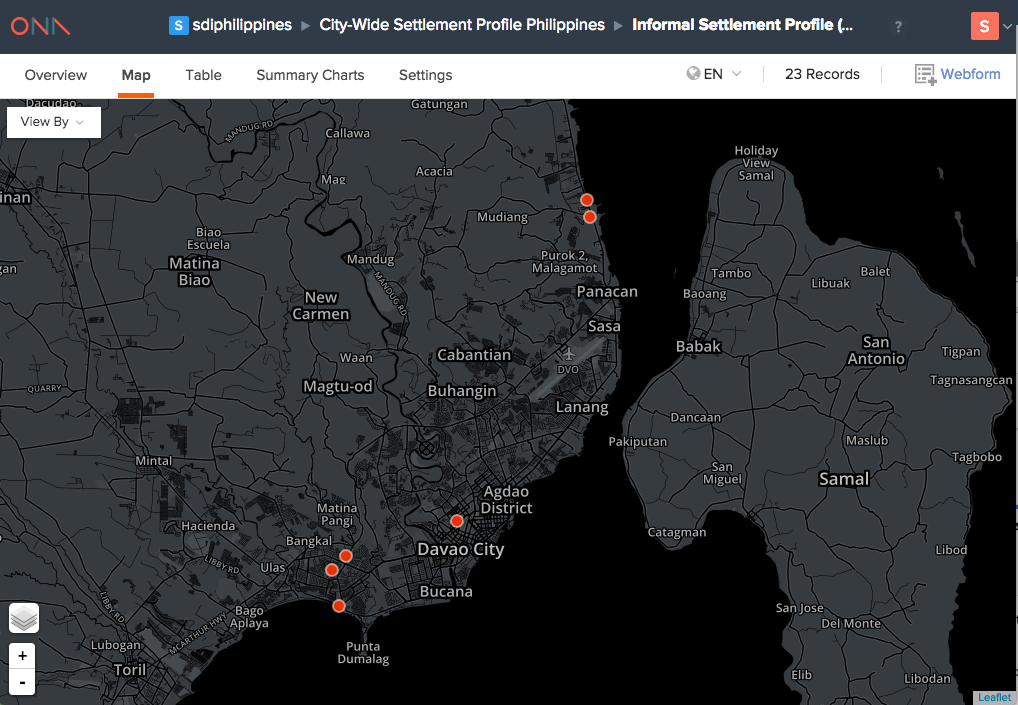 ONA
S sdiphilippines ▸ City-Wide Settlement Profile Philippines ▸ Informal Settlement Profile (...
?
S
Overview
Map
Table
Summary Charts
Settings
EN
23 Records
Webform
View By
Dacudao
Gatungan
MANDUG RD
Callawa
Acacia
Mag
Holiday
View
Samal
inan
Mudiang
Biao
Escuela
Mandug
Purok 2,
Malagamot
Matina
Biao
gan
MANDUG RD
Panacan
Tambo
Balet
Libuak
Baoang
New
Carmen
Sasa
Babak
San
Antonio
Tigpan
Waan
Cabantian
DVO
Tagnasangcan
QUARRY
Magtu-od
Buhangin
Lanang
Dancaan
Pakiputan
Maslub
Mintal
San
Miguel
Tagbobo
Samal
Agdao
District
Matina
Pangi
Hacienda
Bangkal
Catagman
Davao City
Libod
LIBBY RD
Ulas
Bucana
LIBBY RD
Bago
Aplaya
MCARTHUR HWY
San Jose
Del Monte
Lubogan
Punta
Dumalag
Toril
Elib
Libodan
+
-
Leaflet